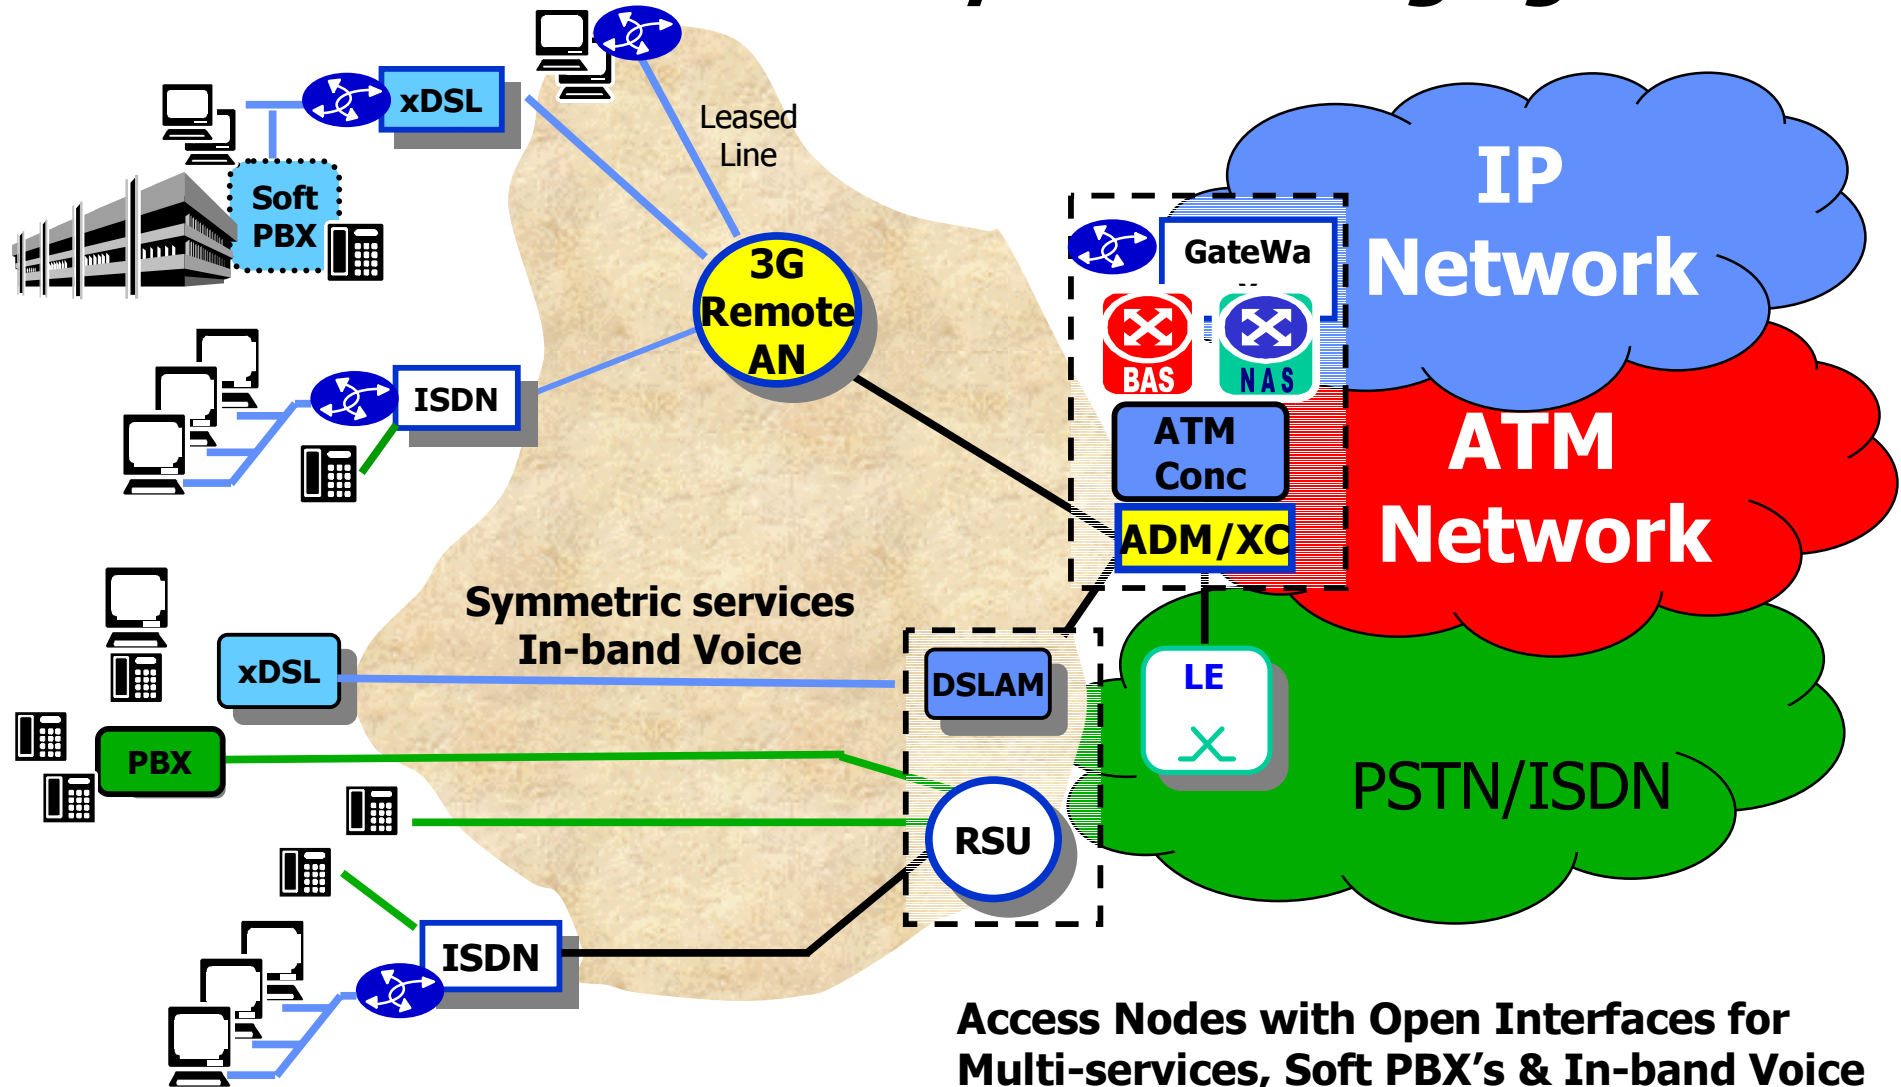 xDSL
Leased
Line
Soft
PBX
IP
Network
GateWa
3G
Remote
AN
BAS
NAS
ISDN
ATM
Conc
ATM
Network
ADM/XC
Symmetric services
In-band Voice
xDSL
DSLAM
LE
PBX
PSTN/ISDN
RSU
ISDN
Access Nodes with Open Interfaces for
Multi-services, Soft PBX's & In-band Voice